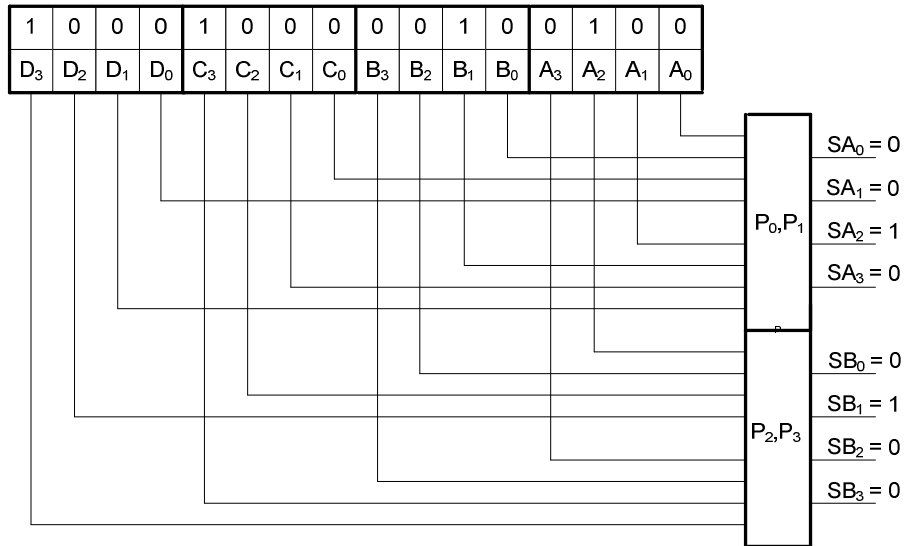 1 0 0 0 1 0 0 0 0 0 1 0 0 1 0 0
D₃ D₂ D₁ D₀ C₃ C₂ C₁ C₀ B₃ B₂ B₁ B₀ A₃ A₂ A₁ A₀
SA₀ = 0
SA₁ = 0
P₀,P₁
SA₂ = 1
SA₃ = 0
P
SB₀ = 0
SB₁ = 1
P₂,P₃
SB₂ = 0
SB₃ = 0